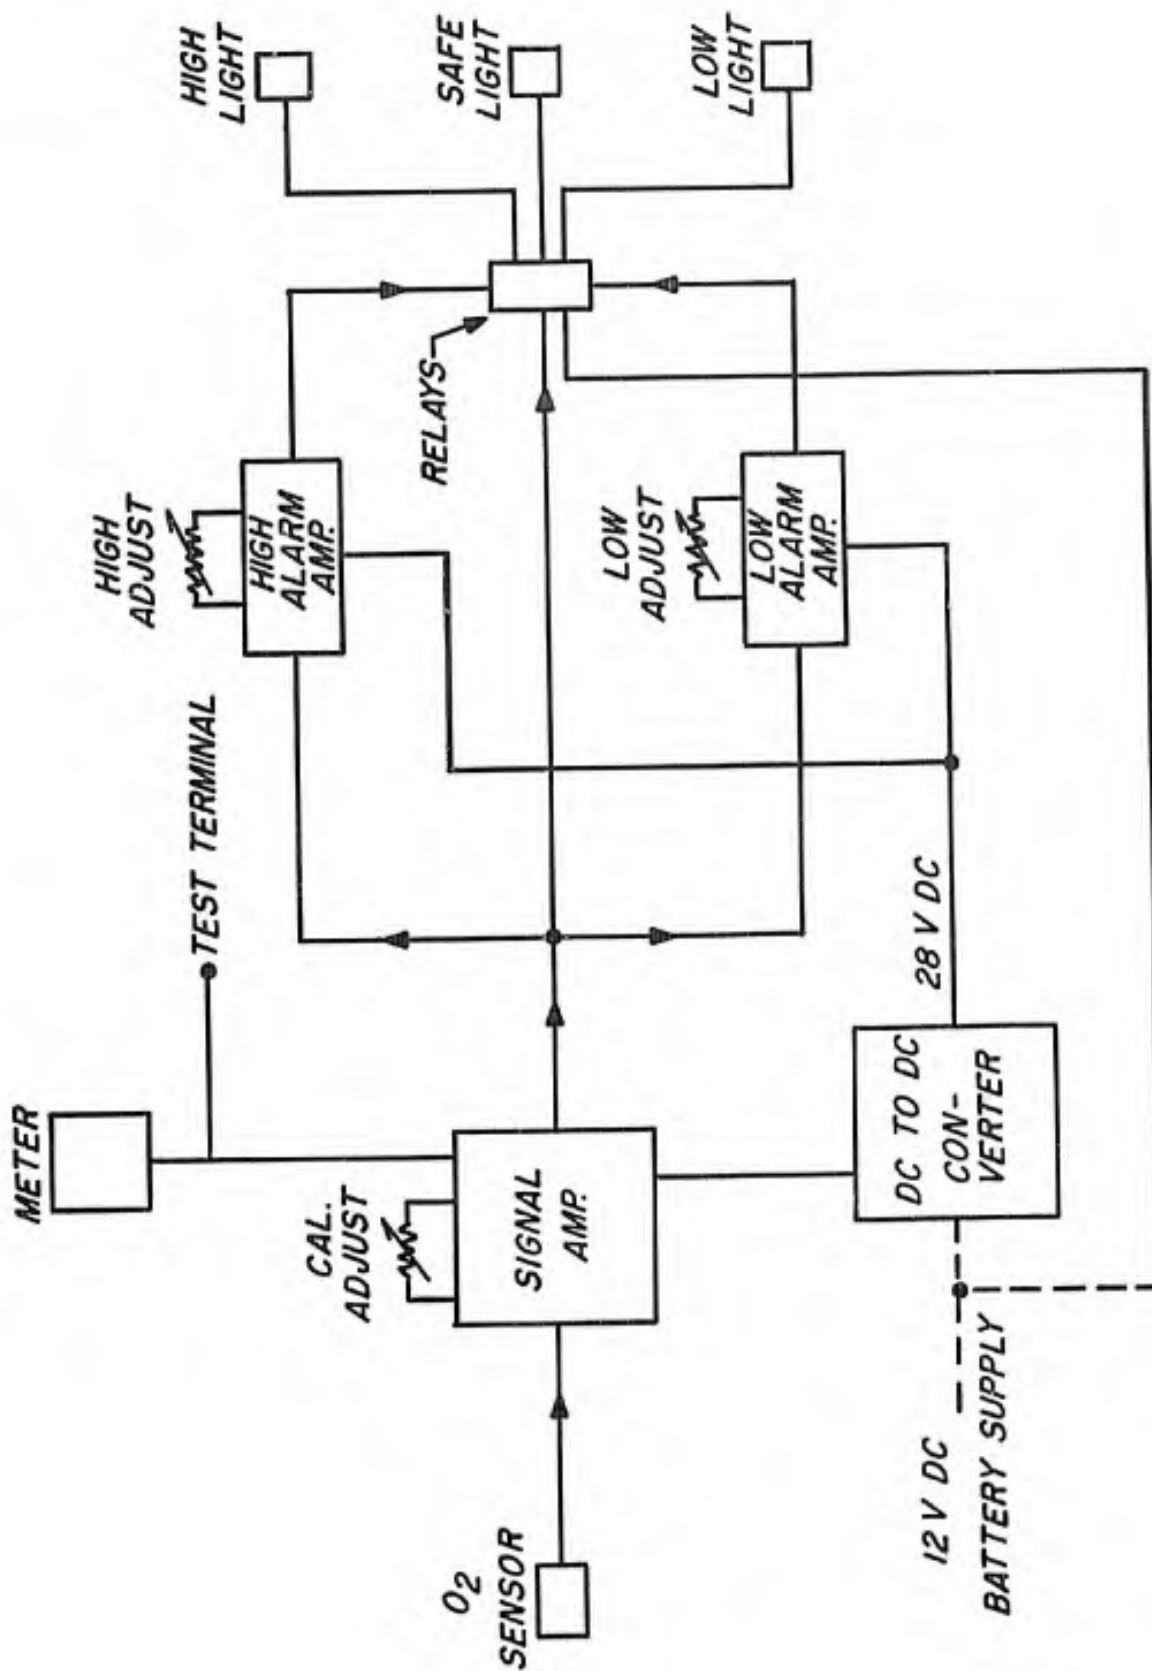 METER
TEST TERMINAL
HIGH
ADJUST
HIGH
ALARM
AMP.
HIGH
LIGHT
CAL.
ADJUST
O2
SENSOR
SIGNAL
AMP.
RELAYS
SAFE
LIGHT
LOW
ADJUST
LOW
ALARM
AMP.
LOW
LIGHT
12 V DC
BATTERY SUPPLY
DC TO DC
CON-
VERTER
28 V DC